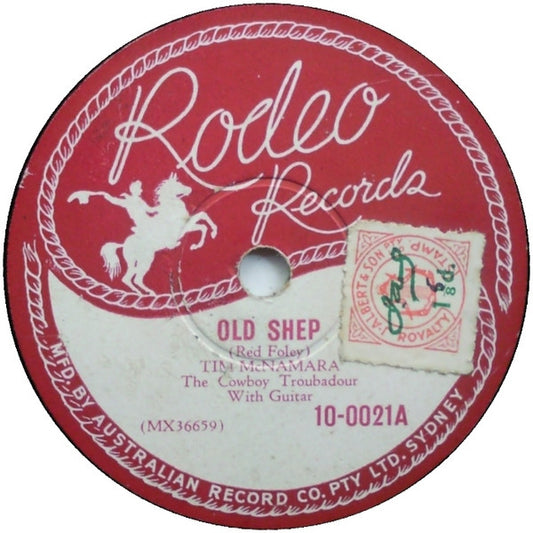 Rodeo
Records
OLD SHEP
(Red Foley)
TIM McNAMARA
The Cowboy Troubadour
With Guitar
(MX36659)
10-0021A
ALBERT & SON PTY
STAMP
ROYALTY
MFD. BY AUSTRALIAN RECORD CO. PTY LTD. SYDNEY